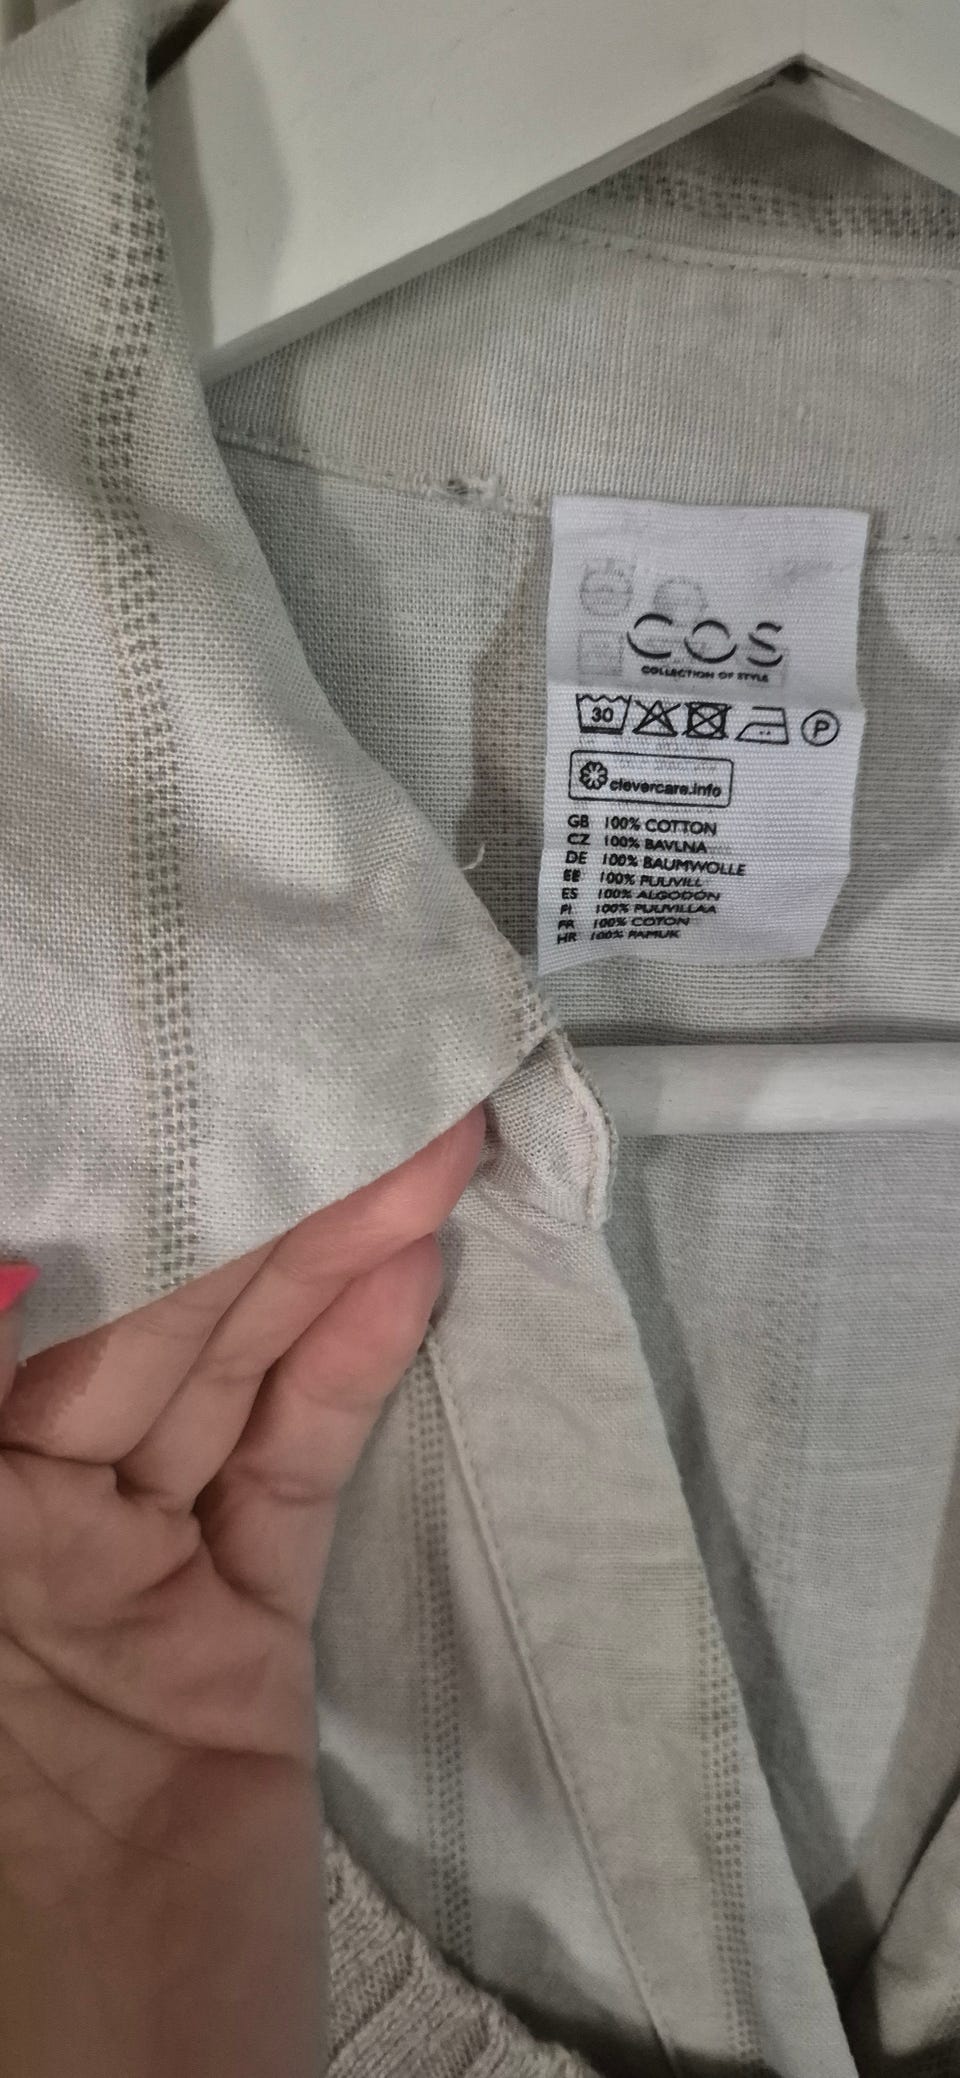 COS
COLLECTION OF STYLE
30 P
clevercare.info
GB 100% COTTON
CZ 100% BAVLNA
DE 100% BAUMWOLLE
EE 100% PUUVILL
ES 100% ALGODÓN
FI 100% PUUVILLAA
FR 100% COTON
HR 100% PAMUK